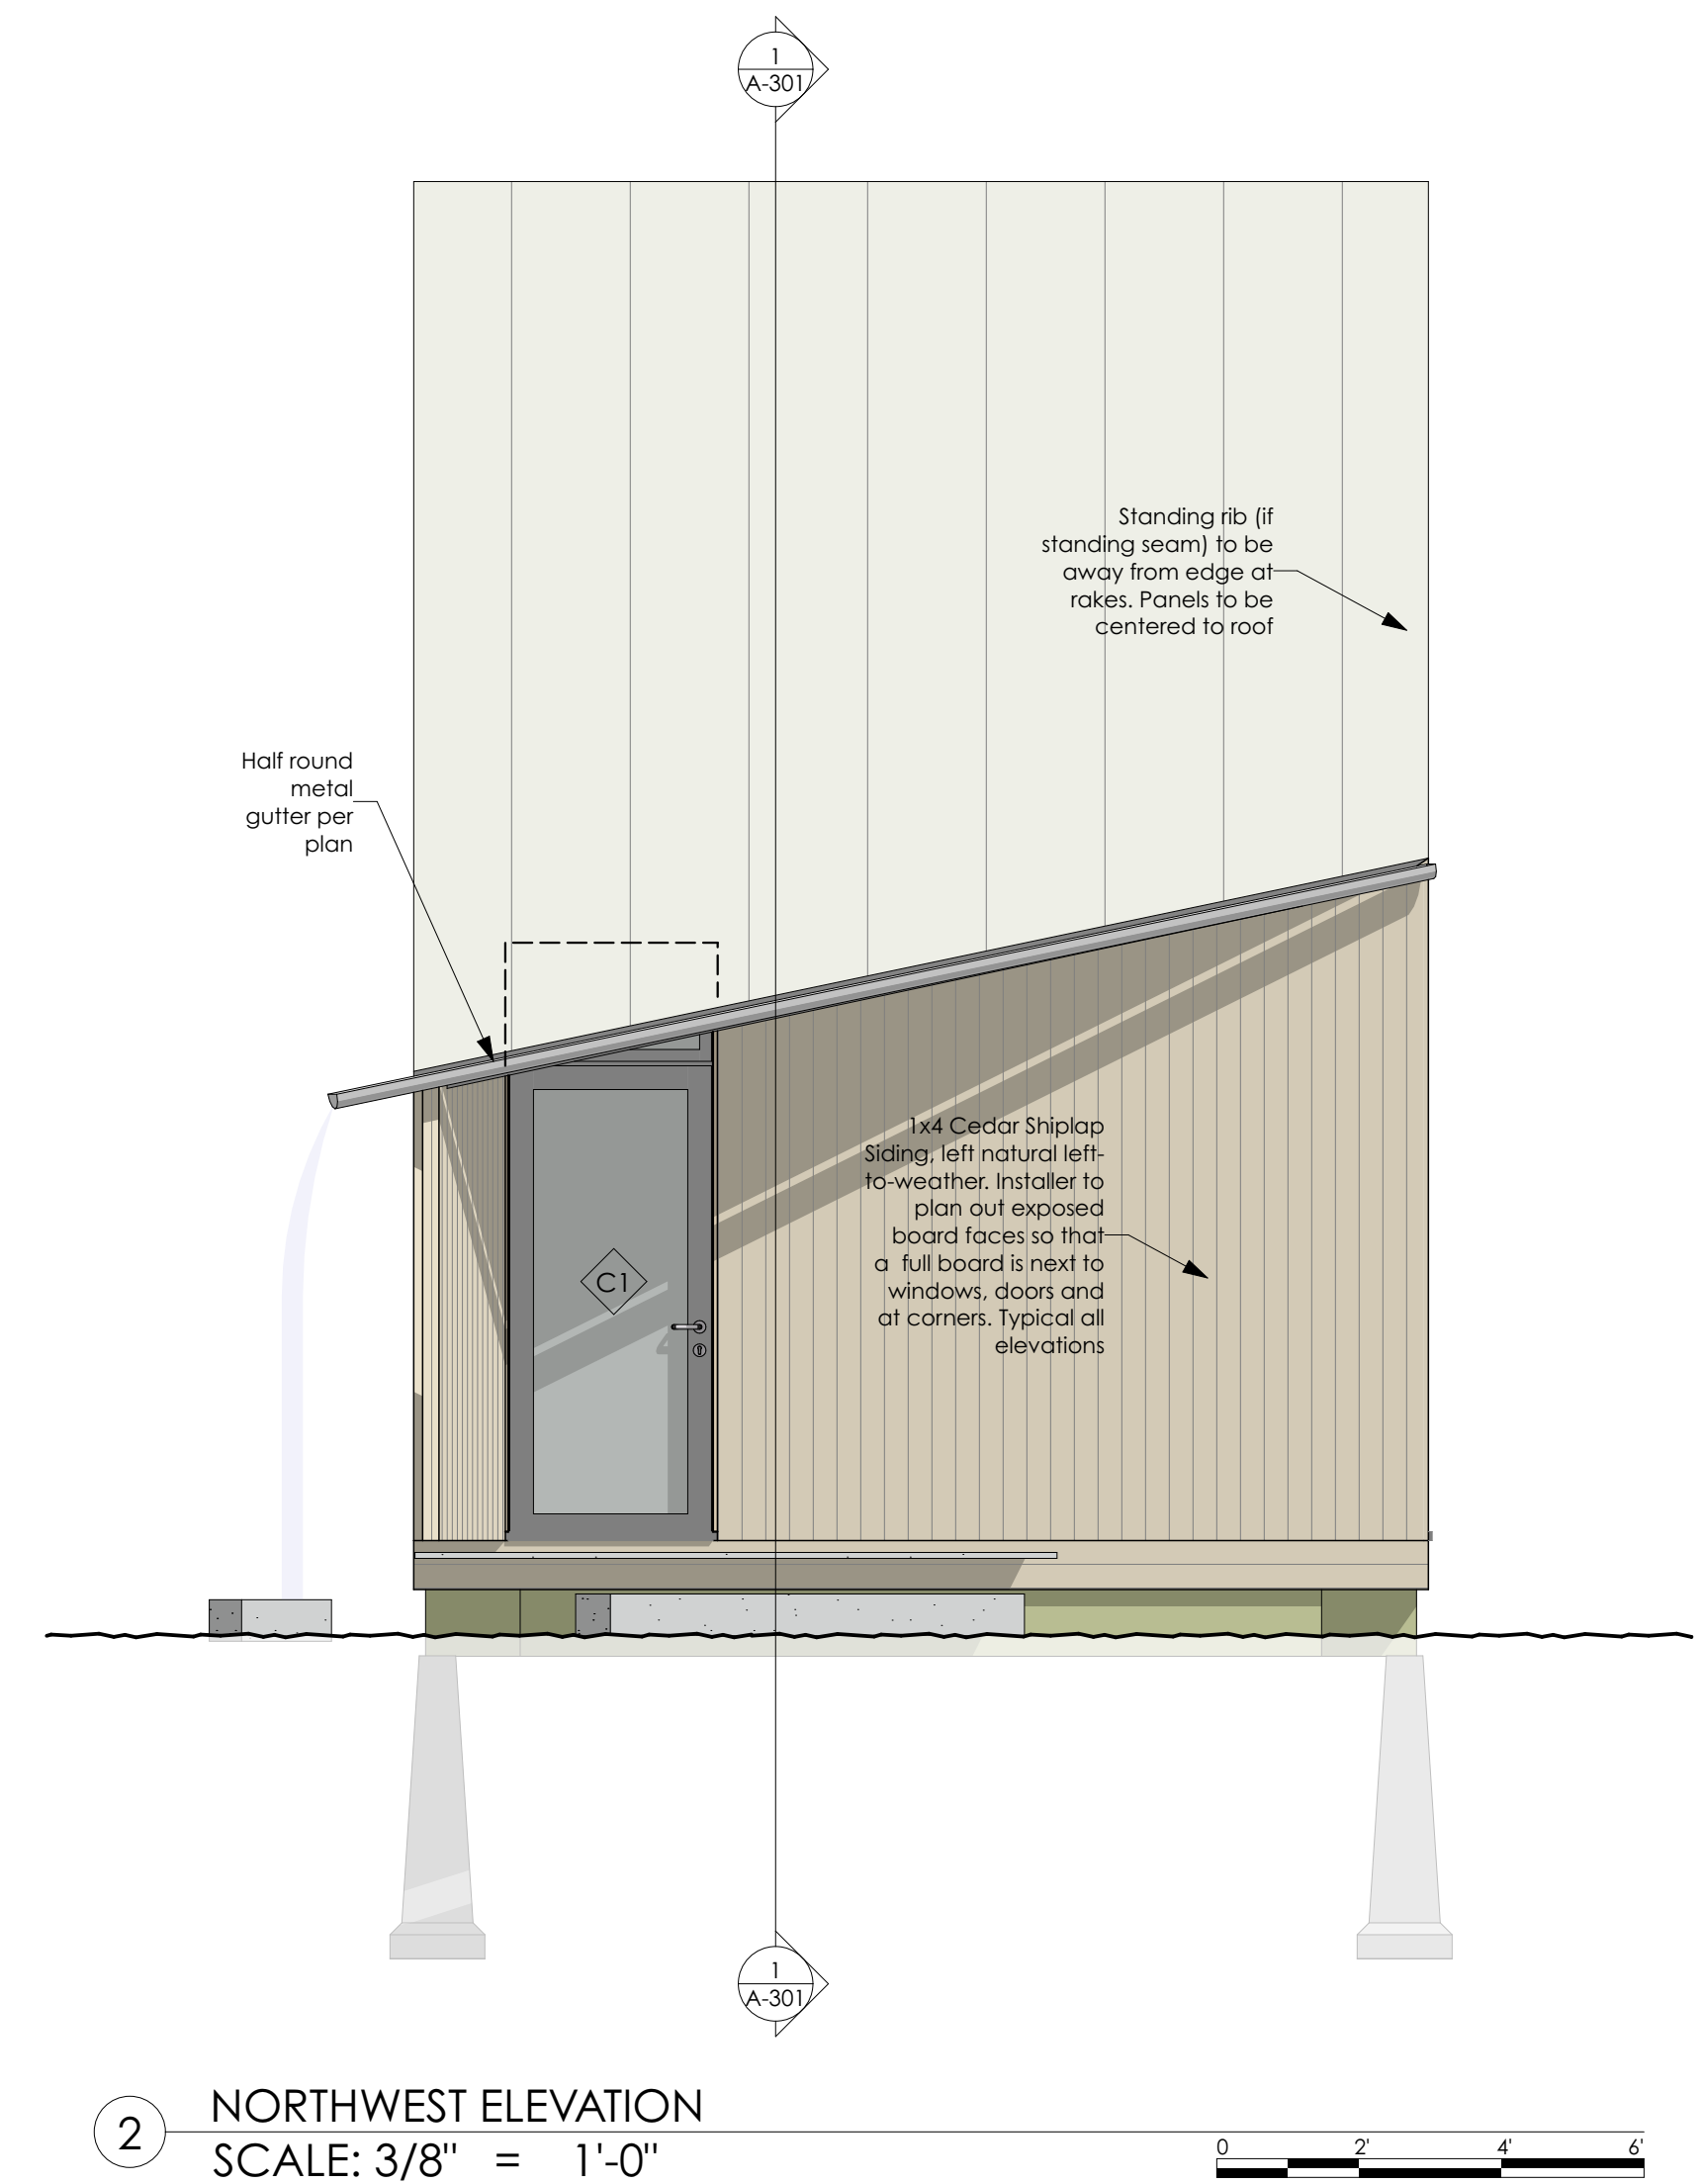 1
A-301
Standing rib (if
standing seam) to be
away from edge at
rakes. Panels to be
centered to roof
Half round
metal
gutter per
plan
1x4 Cedar Shiplap
Siding, left natural left-
to-weather. Installer to
plan out exposed
board faces so that
a  full board is next to
windows, doors and
at corners. Typical all
elevations
C1
1
A-301
2
NORTHWEST ELEVATION
SCALE: 3/8" = 1'-0"
0 2' 4' 6'